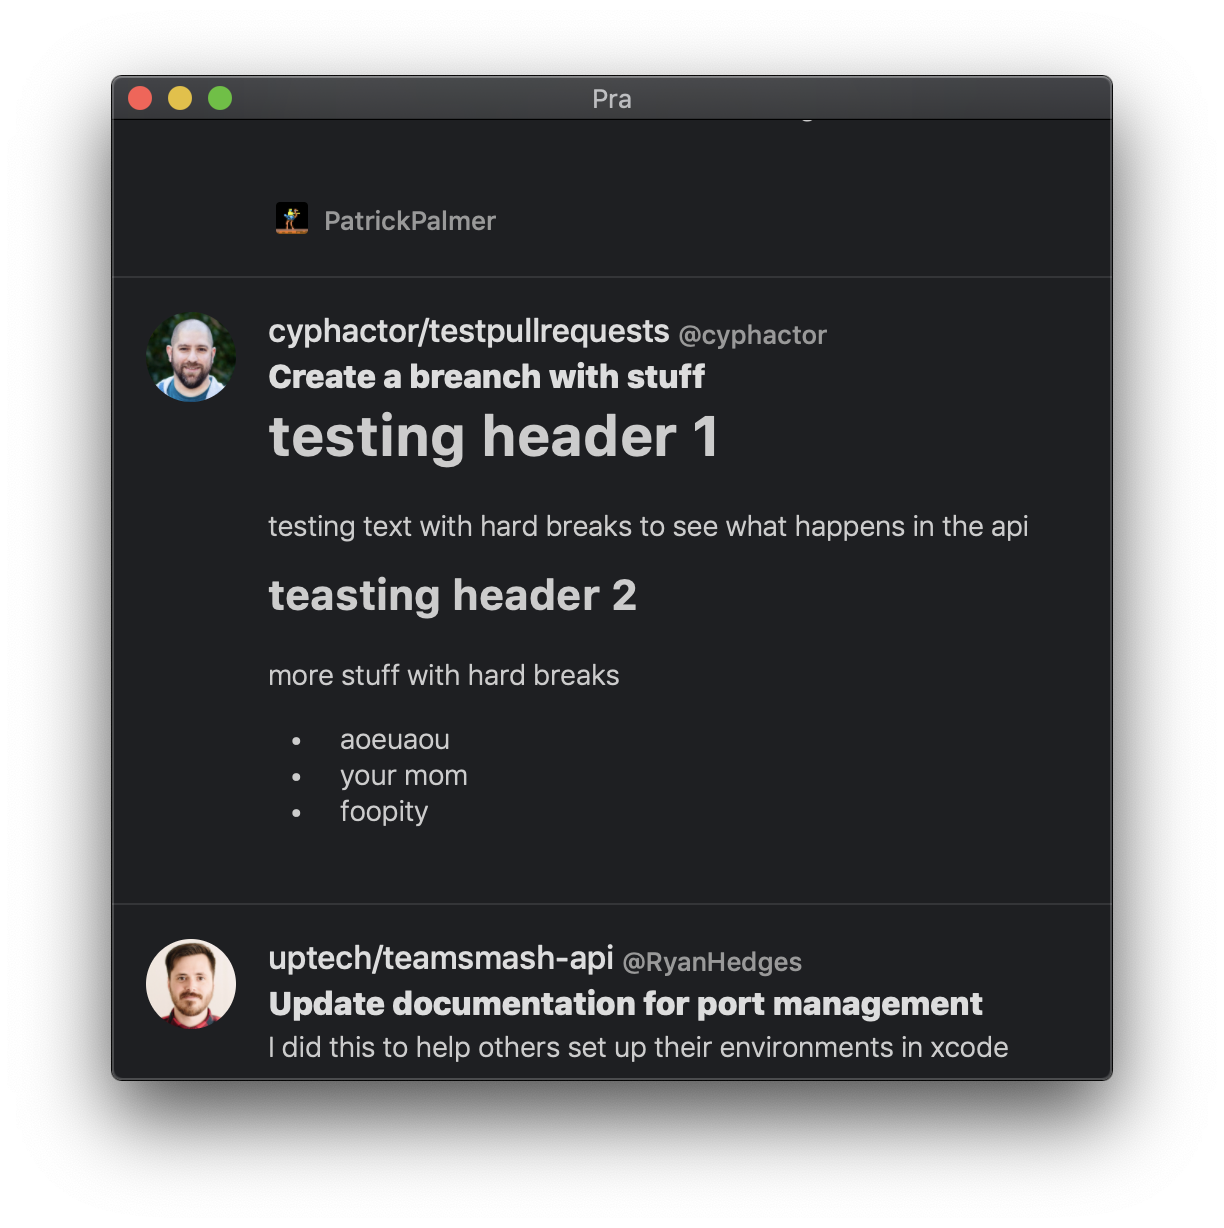 Pra
PatrickPalmer
cyphactor/testpullrequests @cyphactor
Create a breanch with stuff
testing header 1
testing text with hard breaks to see what happens in the api
teasting header 2
more stuff with hard breaks
• aoeuaou
• your mom
• foopity
uptech/teamsmash-api @RyanHedges
Update documentation for port management
I did this to help others set up their environments in xcode